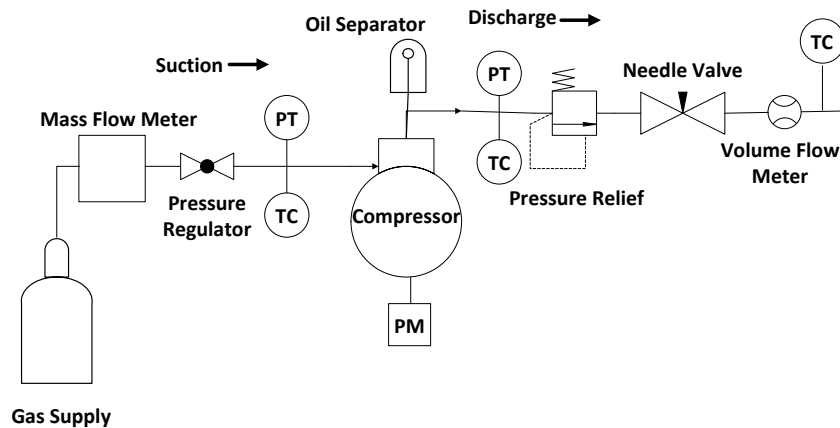 Oil Separator
Discharge
TC
Suction
PT
Needle Valve
Mass Flow Meter
PT
TC
Volume Flow
Meter
Pressure
Regulator
TC
Compressor
Pressure Relief
PM
Gas Supply